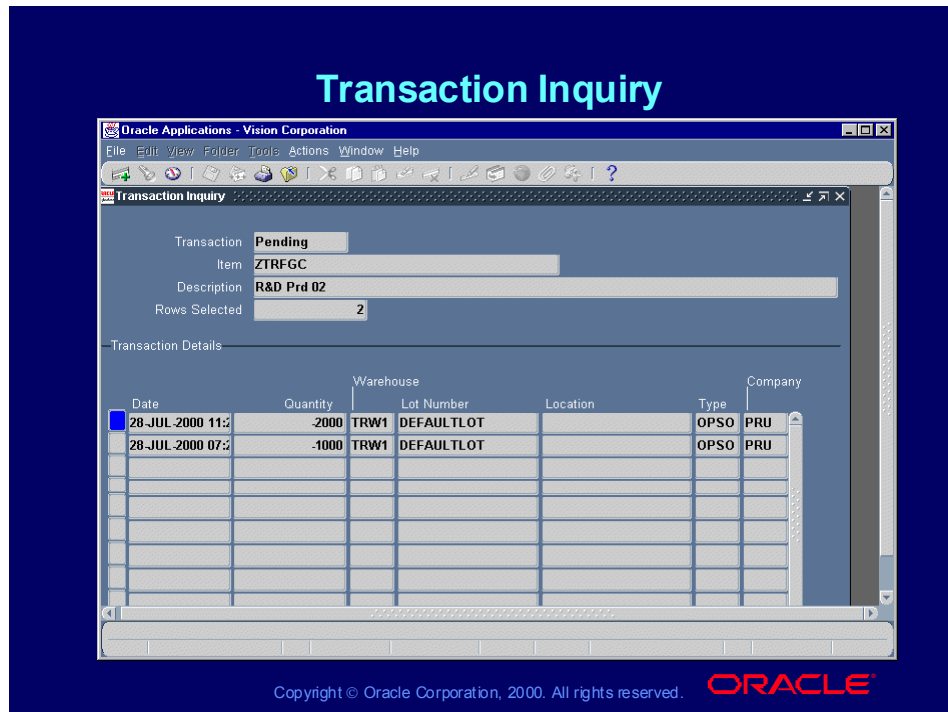 Transaction Inquiry
Oracle Applications - Vision Corporation
File Edit View Folder Tools Actions Window Help
Transaction Inquiry
Transaction Pending
Item ZTRFGC
Description R&D Prd 02
Rows Selected 2
Transaction Details
Warehouse Company
Date Quantity Lot Number Location Type
28-JUL-2000 11:2 -2000 TRW1 DEFAULTLOT OPSO PRU
28-JUL-2000 07:2 -1000 TRW1 DEFAULTLOT OPSO PRU
Copyright © Oracle Corporation, 2000. All rights reserved. ORACLE